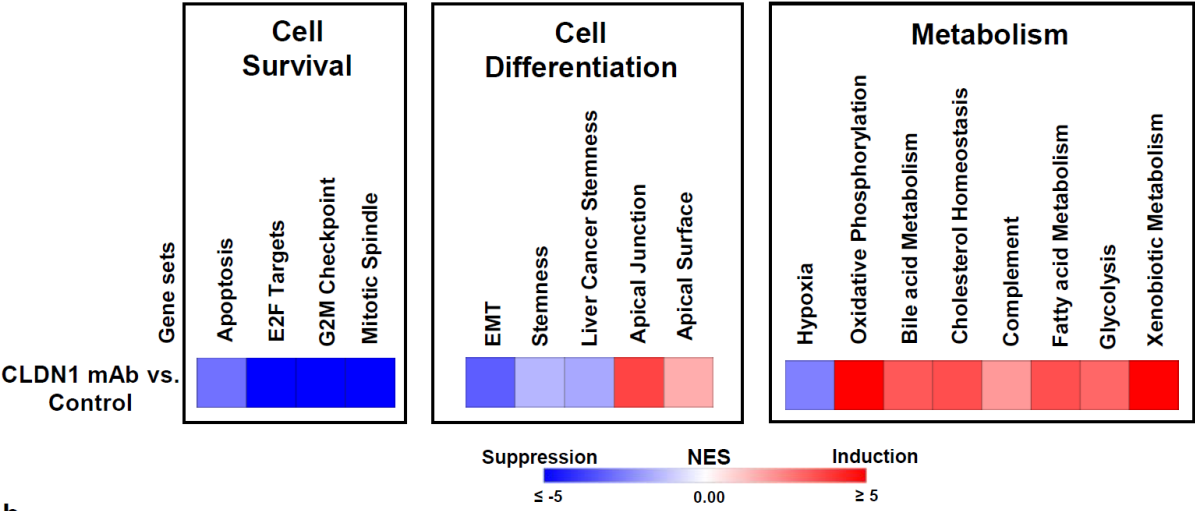 Cell
Survival
Cell
Differentiation
Metabolism
Gene sets
Apoptosis
E2F Targets
G2M Checkpoint
Mitotic Spindle
EMT
Stemness
Liver Cancer Stemness
Apical Junction
Apical Surface
Hypoxia
Oxidative Phosphorylation
Bile acid Metabolism
Cholesterol Homeostasis
Complement
Fatty acid Metabolism
Glycolysis
Xenobiotic Metabolism
CLDN1 mAb vs.
Control
Suppression NES Induction
≤ -5 0.00 ≥ 5